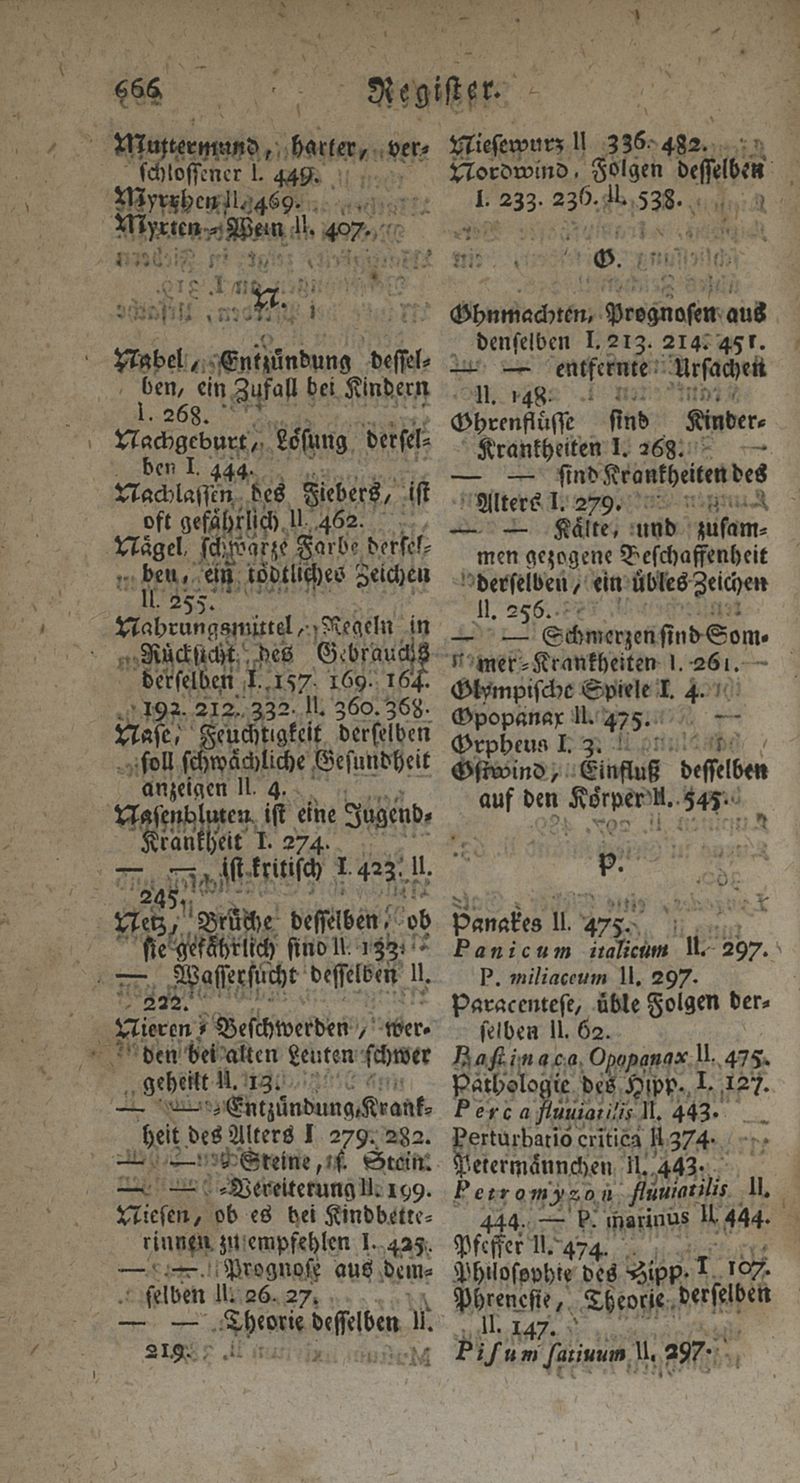 666 Regiſter.
Muttermund, harter, ver⸗
ſchloſſener I. 449.
Myrrhen II. 469.
Myrten⸗Wein II. 407.
N.
Nabel, Entzündung deſſel⸗
ben, ein Zufall bei Kindern
I. 268.
Nachgeburt, Löſung derſel⸗
ben I. 444.
Nachlaſſen des Fiebers, iſt
oft gefährlich II. 462.
Nägel, ſchwarze Farbe derſel⸗
ben, ein tödtliches Zeichen
II. 255.
Nahrungsmittel, Regeln in
Rückſicht des Gebrauchs
derſelben I. 157. 169. 164.
192. 212. 332. II. 360. 368.
Naſe, Feuchtigkeit derſelben
ſoll ſchwächliche Geſundheit
anzeigen II. 4.
Naſenbluten iſt eine Jugend⸗
Krankheit I. 274.
— — iſt kritiſch I. 423. II.
245.
Netz, Brüche deſſelben, ob
ſie gefährlich ſind II. 133.
— Waſſerſucht deſſelben II.
222.
Nieren⸗Beſchwerden, wer⸗
den bei alten Leuten ſchwer
geheilt II. 13.
— — ⸗Entzündung, Krank⸗
heit des Alters I. 279. 282.
— — ⸗Steine, ſ. Stein.
— — ⸗Vereiterung II. 199.
Nieſen, ob es bei Kindbette⸗
rinnen zu empfehlen I. 425.
— — Prognoſe aus dem⸗
ſelben II. 26. 27.
— — Theorie deſſelben II.
219.
Nieſewurz II 336. 482.
Nordwind, Folgen deſſelben
I. 233. 236. II. 538.
O.
Ohnmachten, Prognoſen aus
denſelben I. 213. 214. 451.
— — entfernte Urſachen
II. 148.
Ohrenflüſſe ſind Kinder⸗
Krankheiten I. 268.
— — ſind Krankheiten des
Alters I. 279.
— — Kälte, und zuſam⸗
men gezogene Beſchaffenheit
derſelben, ein übles Zeichen
II. 256.
— — Schmerzen ſind Som⸗
mer⸗Krankheiten I. 261.
Olympiſche Spiele I. 4.
Opopanax II. 475.
Orpheus I. 3.
Oſtwind, Einfluß deſſelben
auf den Körper II. 545.
P.
Panakes II. 475.
Panicum italicum II. 297.
P. miliaceum II. 297.
Paracenteſe, üble Folgen der⸗
ſelben II. 62.
Paſtinaca Opopanax II. 475.
Pathologie des Hipp. I. 127.
Perca fluuiatilis II. 443.
Perturbatio critica II 374.
Petermännchen II. 443.
Petromyzon fluuiatilis II.
444. — P. marinus II. 444.
Pfeffer II. 474.
Philoſophie des Hipp. I 107.
Phreneſie, Theorie derſelben
II. 147.
Piſum ſatiuum II. 297.